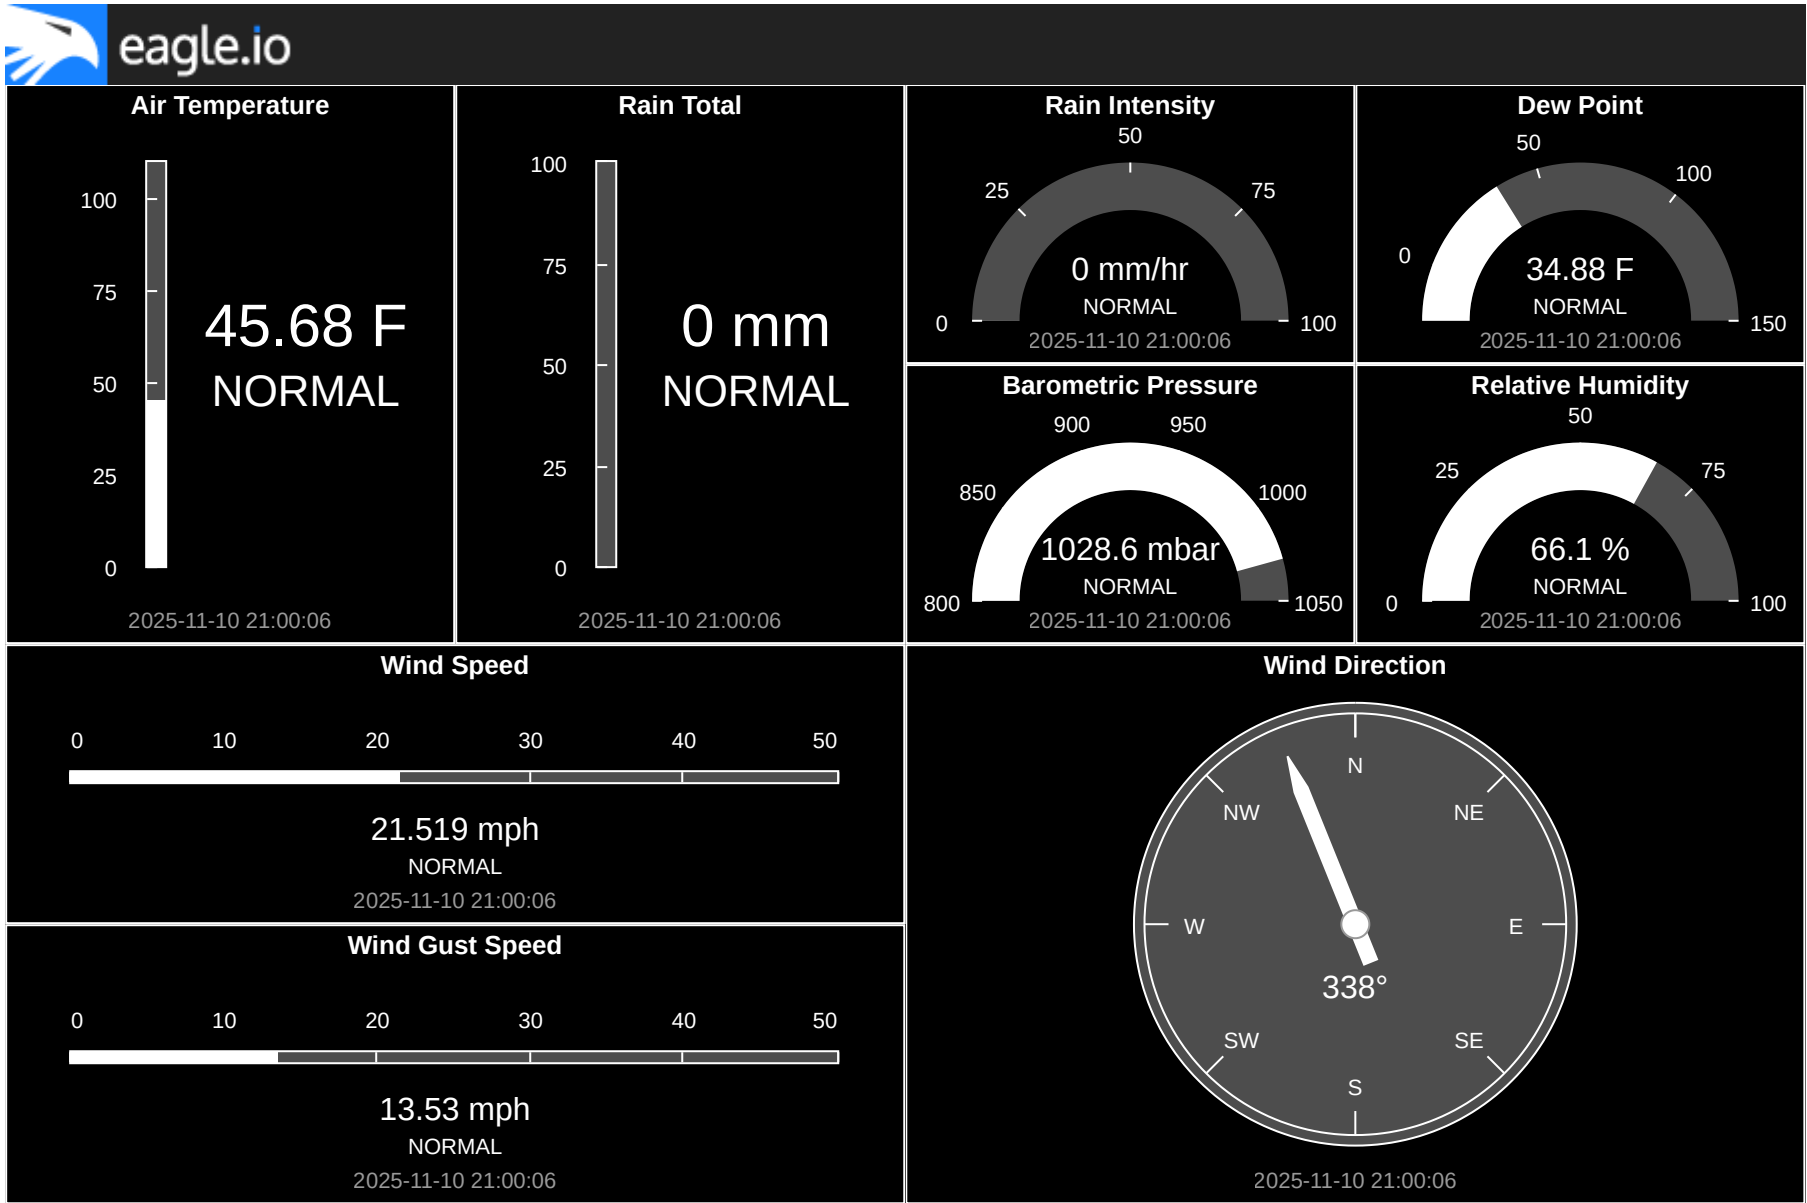 eagle.io
Air Temperature
100
75
50
25
0
45.68 F
NORMAL
2025-11-10 21:00:06
Rain Total
100
75
50
25
0
0 mm
NORMAL
2025-11-10 21:00:06
Rain Intensity
0
25
50
75
100
0 mm/hr
NORMAL
2025-11-10 21:00:06
Dew Point
0
50
100
150
34.88 F
NORMAL
2025-11-10 21:00:06
Barometric Pressure
800
850
900
950
1000
1050
1028.6 mbar
NORMAL
2025-11-10 21:00:06
Relative Humidity
0
25
50
75
100
66.1 %
NORMAL
2025-11-10 21:00:06
Wind Speed
0 10 20 30 40 50
21.519 mph
NORMAL
2025-11-10 21:00:06
Wind Gust Speed
0 10 20 30 40 50
13.53 mph
NORMAL
2025-11-10 21:00:06
Wind Direction
N
NW NE
W E
338°
SW SE
S
2025-11-10 21:00:06